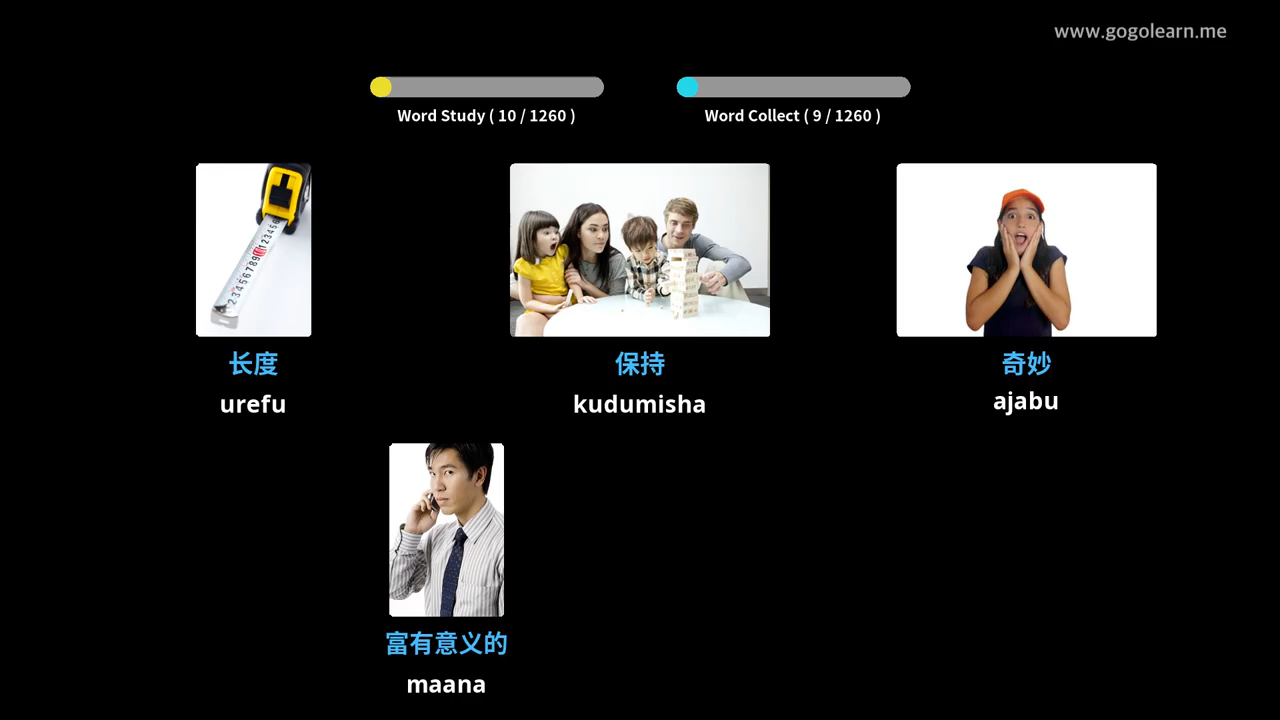 www.gogolearn.me
Word Study ( 10 / 1260 )
Word Collect ( 9 / 1260 )
长度
urefu
保持
kudumisha
奇妙
ajabu
富有意义的
maana